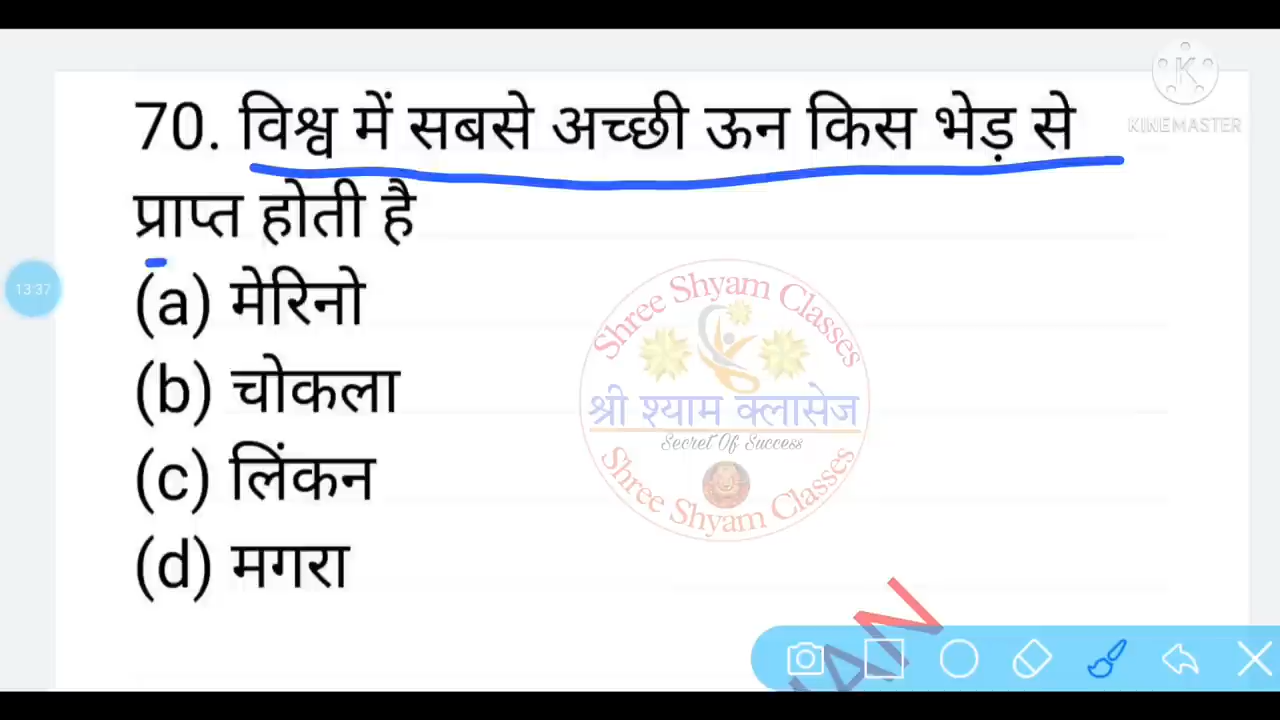 KINEMASTER
70. विश्व में सबसे अच्छी ऊन किस भेड़ से
प्राप्त होती है
13:37
(a) मेरिनो
(b) चोकला
(c) लिंकन
(d) मगरा
Shree Shyam Classes
श्री श्याम क्लासेज
Secret Of Success
Shree Shyam Classes